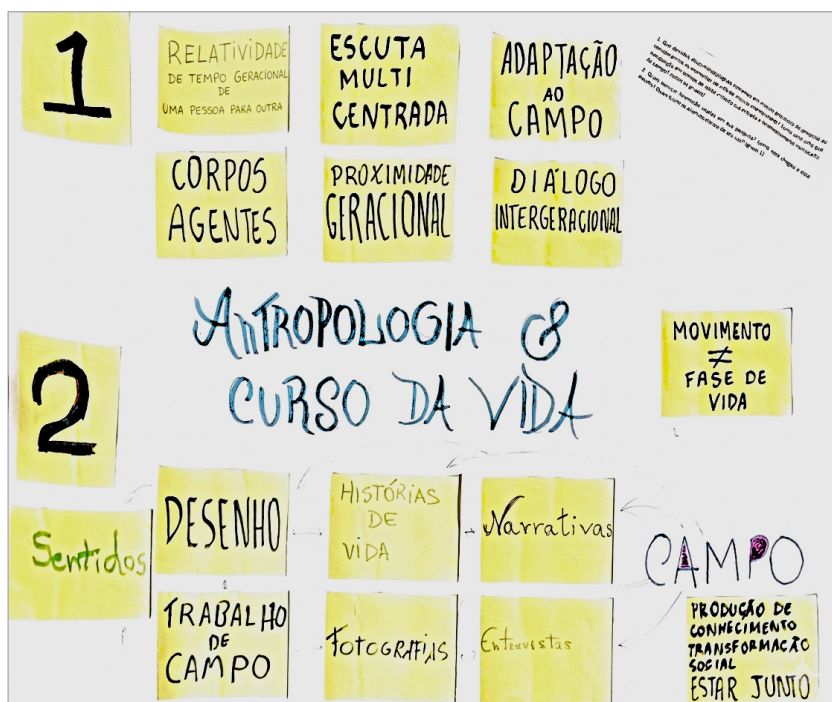 1
RELATIVIDADE
DE TEMPO GERACIONAL
DE
UMA PESSOA PARA OUTRA
ESCUTA
MULTI
CENTRADA
ADAPTAÇÃO
AO
CAMPO
CORPOS
AGENTES
PROXIMIDADE
GERACIONAL
DIÁLOGO
INTERGERACIONAL
ANTROPOLOGIA &
CURSO DA VIDA
MOVIMENTO
≠
FASE DE
VIDA
2
Sentidos
DESENHO
HISTÓRIAS
DE
VIDA
Narrativas
CAMPO
TRABALHO
DE
CAMPO
FOTOGRAFIAS
Entrevistas
PRODUÇÃO DE
CONHECIMENTO
TRANSFORMAÇÃO
SOCIAL
ESTAR JUNTO